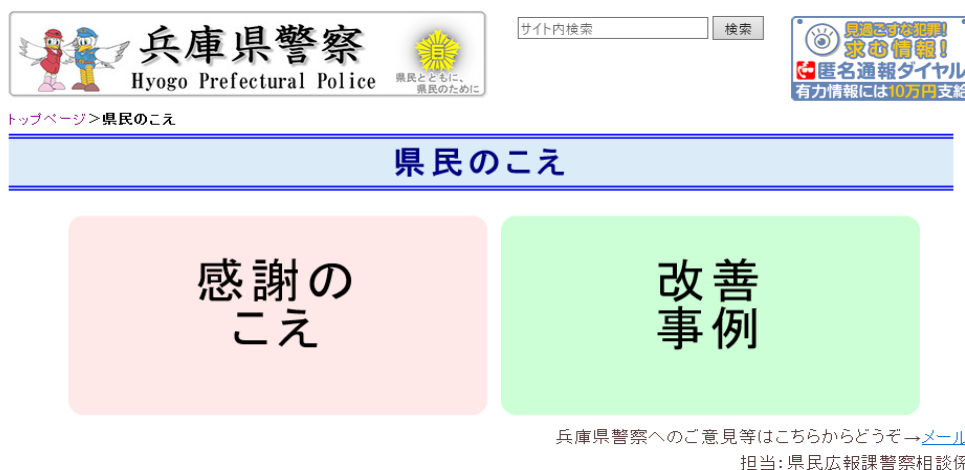 兵庫県警察
Hyogo Prefectural Police
県民とともに、
県民のために
サイト内検索
検索
見過ごすな犯罪!
求む情報!
匿名通報ダイヤル
有力情報には10万円支給
トップページ>県民のこえ
県民のこえ
感謝の
こえ
改善
事例
兵庫県警察へのご意見等はこちらからどうぞ→メール
担当:県民広報課警察相談係